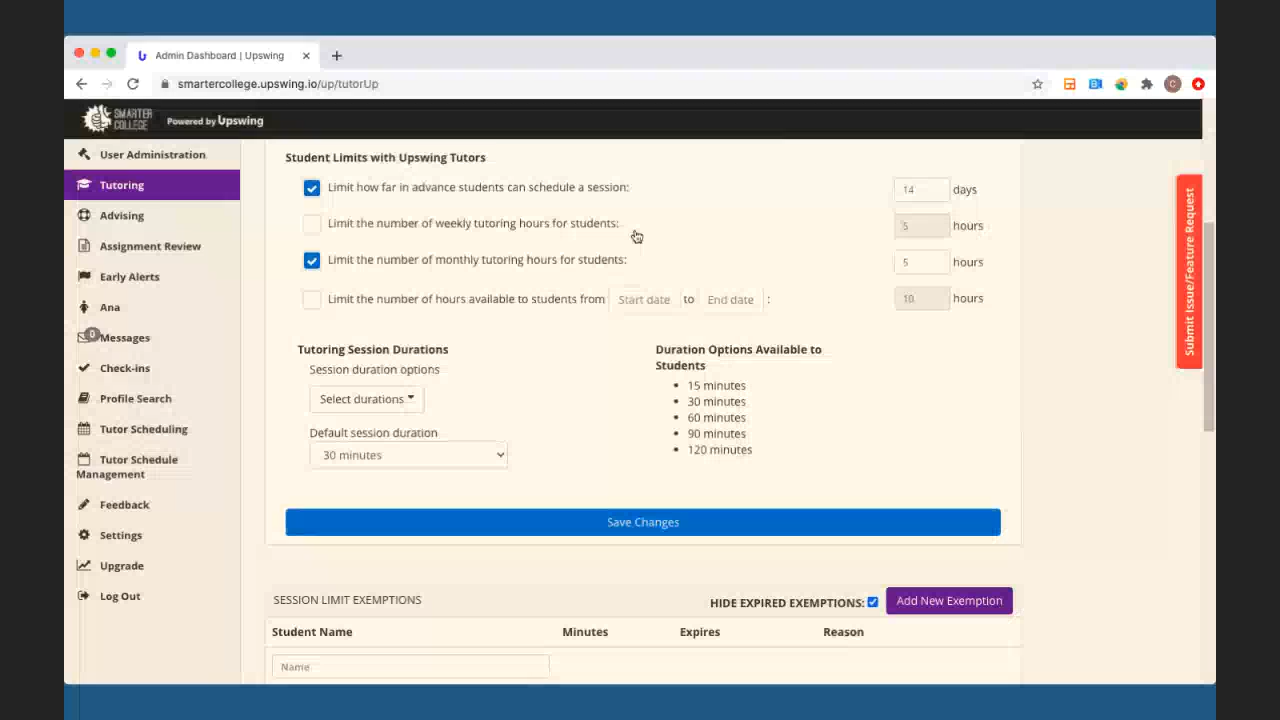 Admin Dashboard | Upswing
smartercollege.upswing.io/up/tutorUp
C
SMARTER
COLLEGE
Powered by Upswing
User Administration
Tutoring
Advising
Assignment Review
Early Alerts
Ana
0
Messages
Check-ins
Profile Search
Tutor Scheduling
Tutor Schedule
Management
Feedback
Settings
Upgrade
Log Out
Student Limits with Upswing Tutors
Limit how far in advance students can schedule a session: 14 days
Limit the number of weekly tutoring hours for students: 5 hours
Limit the number of monthly tutoring hours for students: 5 hours
Limit the number of hours available to students from Start date to End date : 10 hours
Tutoring Session Durations
Session duration options
Select durations
Default session duration
30 minutes
Duration Options Available to
Students
• 15 minutes
• 30 minutes
• 60 minutes
• 90 minutes
• 120 minutes
Save Changes
SESSION LIMIT EXEMPTIONS
HIDE EXPIRED EXEMPTIONS:
Add New Exemption
Student Name Minutes Expires Reason
Name
Submit Issue/Feature Request